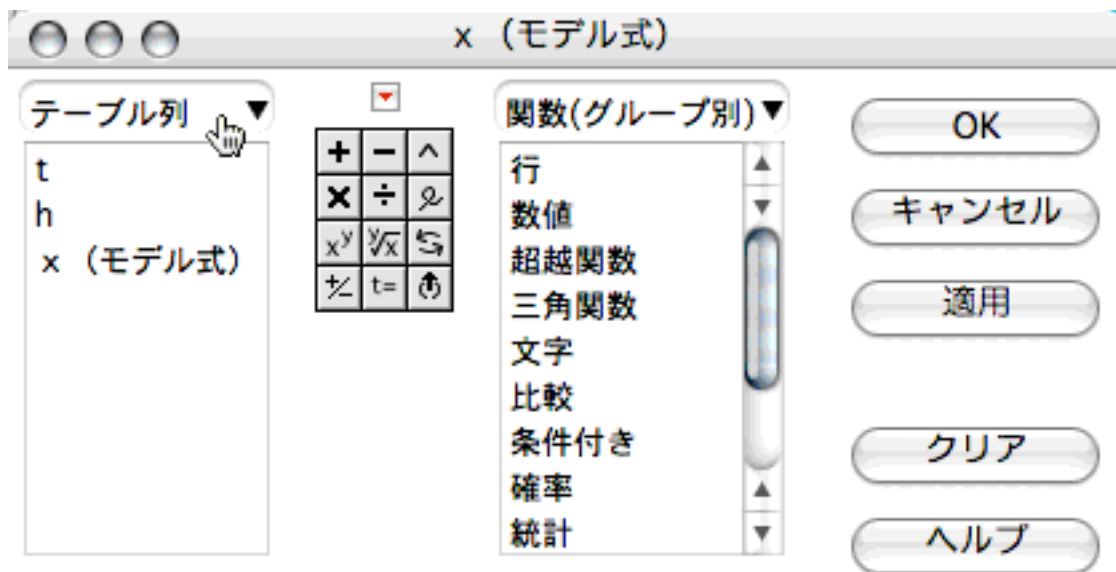 x （モデル式）
テーブル列 ▼
t
h
x （モデル式）
+ − ^
× ÷
xʸ ʸ√x
+/− t=
関数(グループ別)▼
行
数値
超越関数
三角関数
文字
比較
条件付き
確率
統計
OK
キャンセル
適用
クリア
ヘルプ